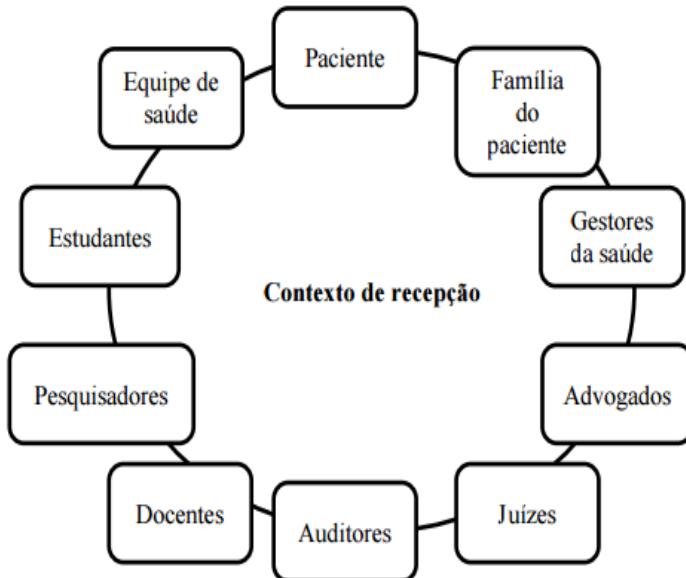 Paciente
Família
do
paciente
Gestores
da saúde
Advogados
Juízes
Auditores
Docentes
Pesquisadores
Estudantes
Equipe de
saúde
Contexto de recepção